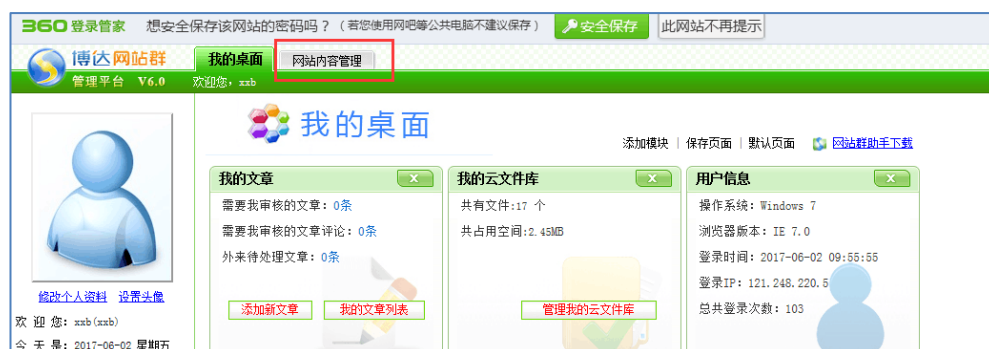 360 登录管家 想安全保存该网站的密码吗？（若您使用网吧等公共电脑不建议保存） 安全保存 此网站不再提示
博达网站群 我的桌面 网站内容管理
管理平台 V6.0 欢迎您，xxb
我的桌面
添加模块 | 保存页面 | 默认页面 网站群助手下载
我的文章 X 我的云文件库 X 用户信息 X
需要我审核的文章：0条 共有文件:17 个 操作系统：Windows 7
需要我审核的文章评论：0条 共占用空间:2.45MB 浏览器版本：IE 7.0
外来待处理文章：0条 登录时间：2017-06-02 09:55:55
登录IP：121.248.220.5
修改个人资料 设置头像 添加新文章 我的文章列表 管理我的云文件库 总共登录次数：103
欢 迎 您：xxb(xxb)
今 天 是：2017-06-02 星期五